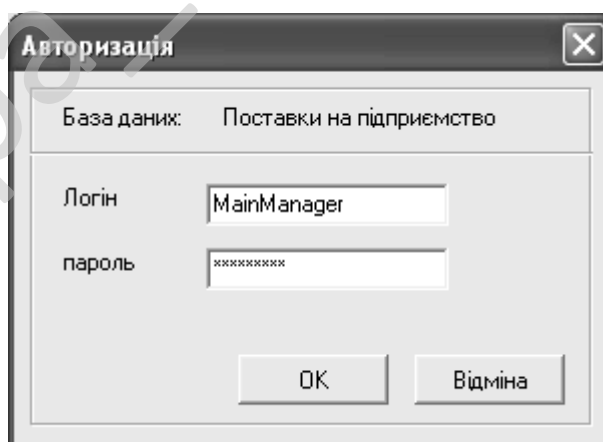 Авторизація
База даних: Поставки на підприємство
Логін MainManager
пароль *********
OK Відміна